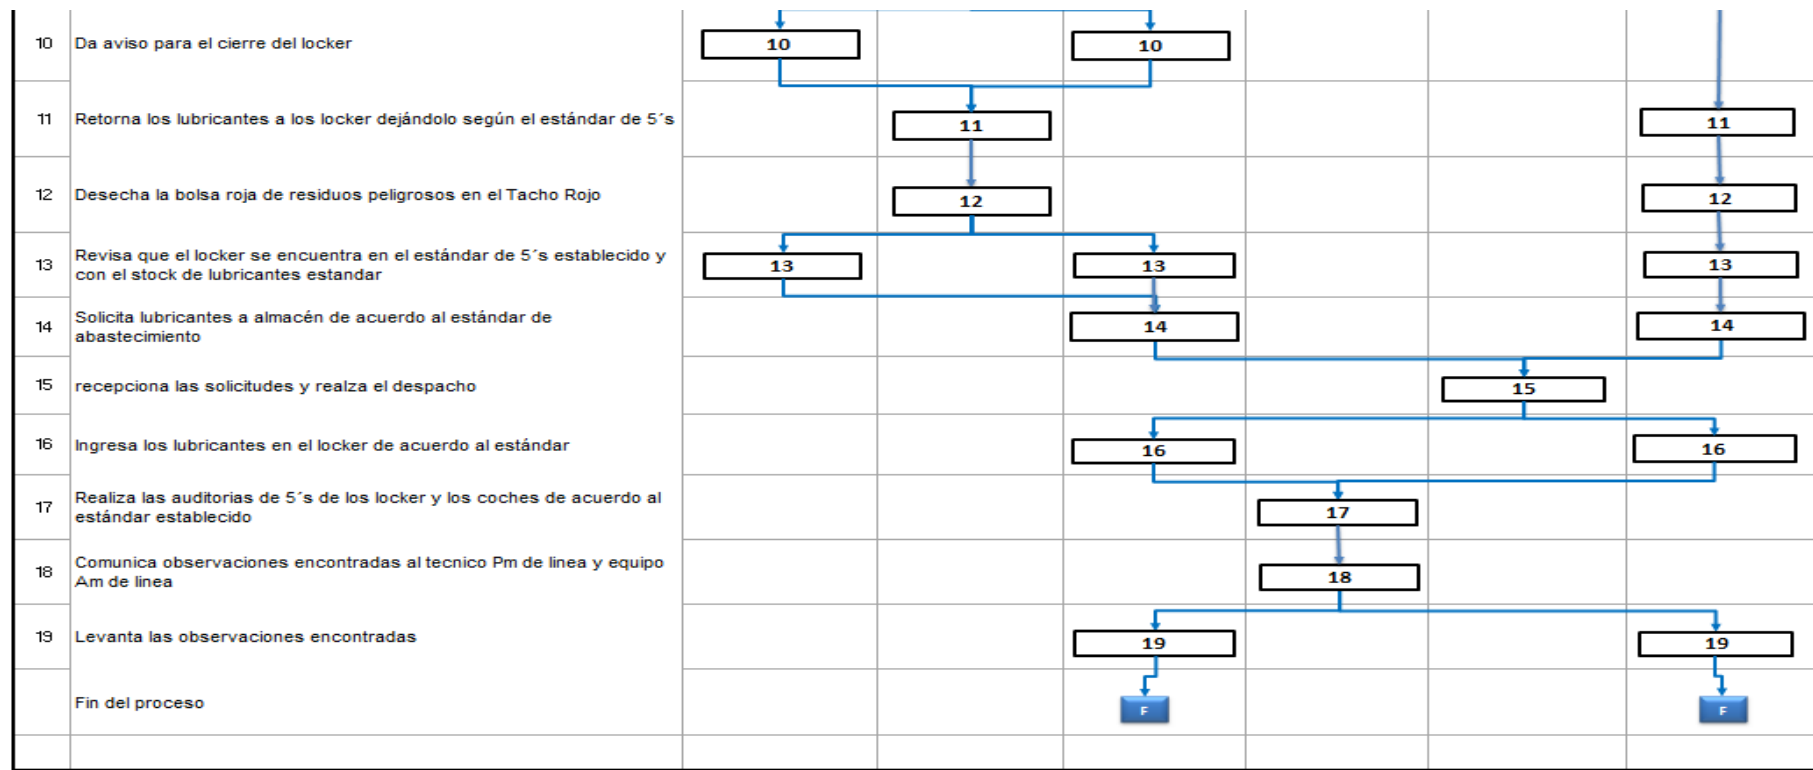 10 Da aviso para el cierre del locker 10 10
11 Retorna los lubricantes a los locker dejándolo según el estándar de 5´s 11 11
12 Desecha la bolsa roja de residuos peligrosos en el Tacho Rojo 12 12
13 Revisa que el locker se encuentra en el estándar de 5´s establecido y
con el stock de lubricantes estandar 13 13 13
14 Solicita lubricantes a almacén de acuerdo al estándar de
abastecimiento 14 14
15 recepciona las solicitudes y realza el despacho 15
16 Ingresa los lubricantes en el locker de acuerdo al estándar 16 16
17 Realiza las auditorias de 5´s de los locker y los coches de acuerdo al
estándar establecido 17
18 Comunica observaciones encontradas al tecnico Pm de linea y equipo
Am de linea 18
19 Levanta las observaciones encontradas 19 19
Fin del proceso F F